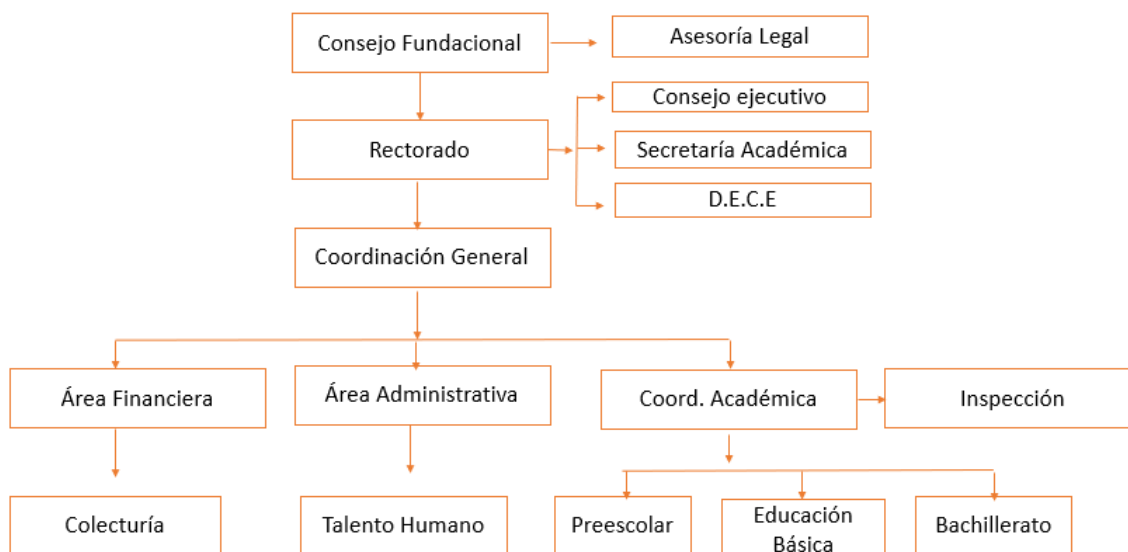 Consejo Fundacional
Asesoría Legal
Consejo ejecutivo
Rectorado
Secretaría Académica
D.E.C.E
Coordinación General
Área Financiera
Área Administrativa
Coord. Académica
Inspección
Colecturía
Talento Humano
Preescolar
Educación
Básica
Bachillerato